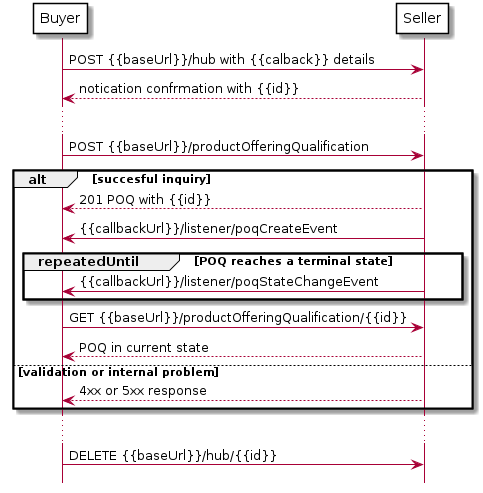 Buyer
Seller
POST {{baseUrl}}/hub with {{calback}} details
notication confrmation with {{id}}
POST {{baseUrl}}/productOfferingQualification
alt
[succesful inquiry]
201 POQ with {{id}}
{{callbackUrl}}/listener/poqCreateEvent
repeatedUntil
[POQ reaches a terminal state]
{{callbackUrl}}/listener/poqStateChangeEvent
GET {{baseUrl}}/productOfferingQualification/{{id}}
POQ in current state
[validation or internal problem]
4xx or 5xx response
DELETE {{baseUrl}}/hub/{{id}}